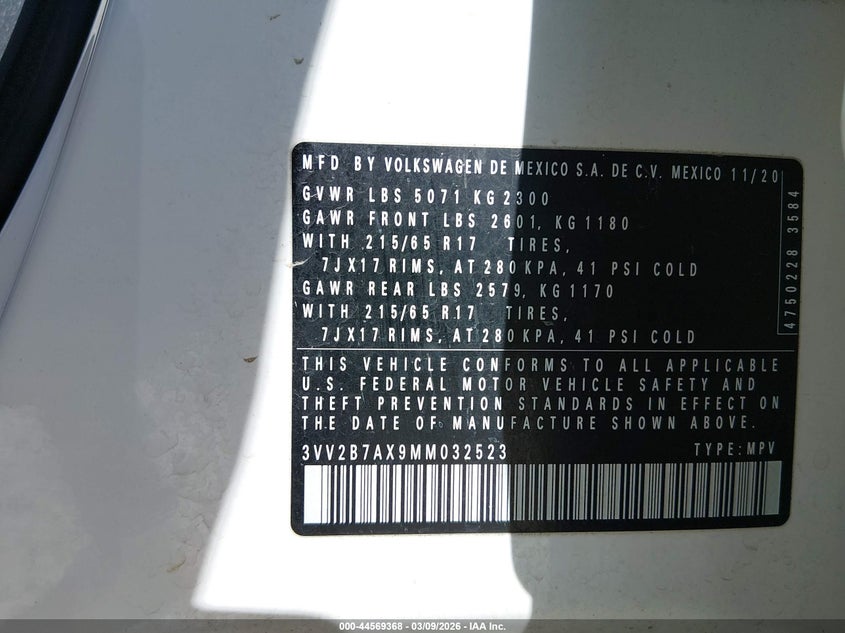 MFD BY VOLKSWAGEN DE MEXICO S.A. DE C.V. MEXICO 11/20
GVWR LBS 5071 KG 2300
GAWR FRONT LBS 2601, KG 1180
WITH 215/65 R17 TIRES,
7JX17 RIMS, AT 280 KPA, 41 PSI COLD
GAWR REAR LBS 2579, KG 1170
WITH 215/65 R17 TIRES,
7JX17 RIMS, AT 280 KPA, 41 PSI COLD
4750228 3584
THIS VEHICLE CONFORMS TO ALL APPLICABLE
U.S. FEDERAL MOTOR VEHICLE SAFETY AND
THEFT PREVENTION STANDARDS IN EFFECT ON
THE DATE OF MANUFACTURE SHOWN ABOVE.
3VV2B7AX9MM032523 TYPE: MPV
000-44569368 - 03/09/2026 - IAA Inc.